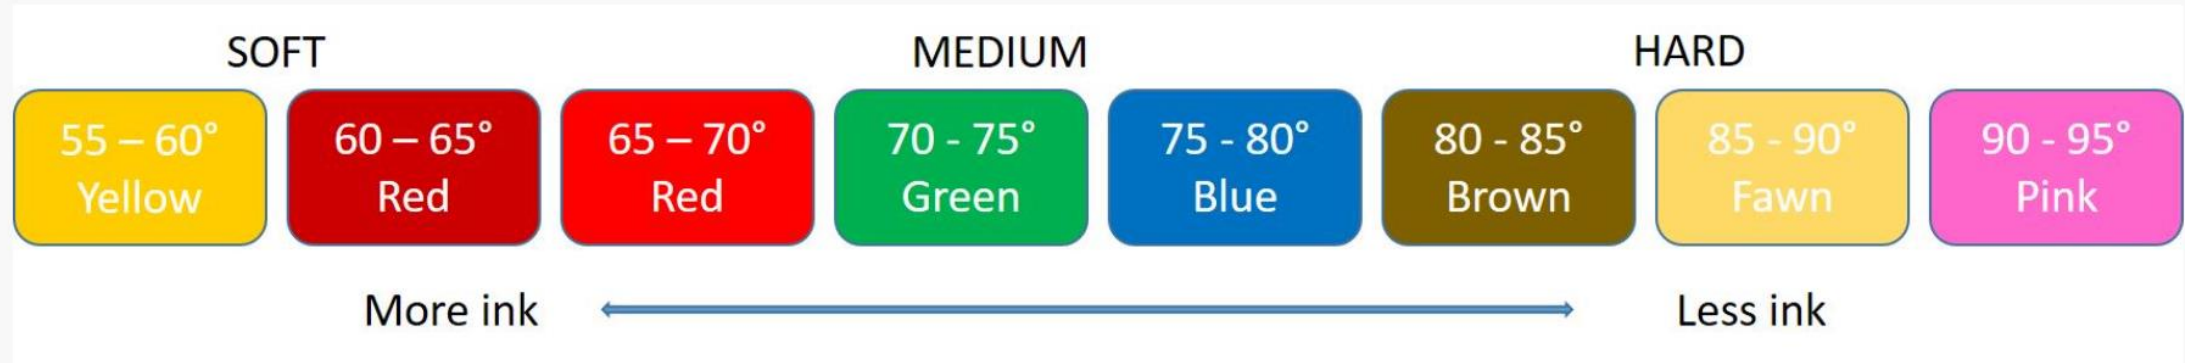 SOFT MEDIUM HARD
55 – 60° 60 – 65° 65 – 70° 70 - 75° 75 - 80° 80 - 85° 85 - 90° 90 - 95°
Yellow Red Red Green Blue Brown Fawn Pink
More ink Less ink